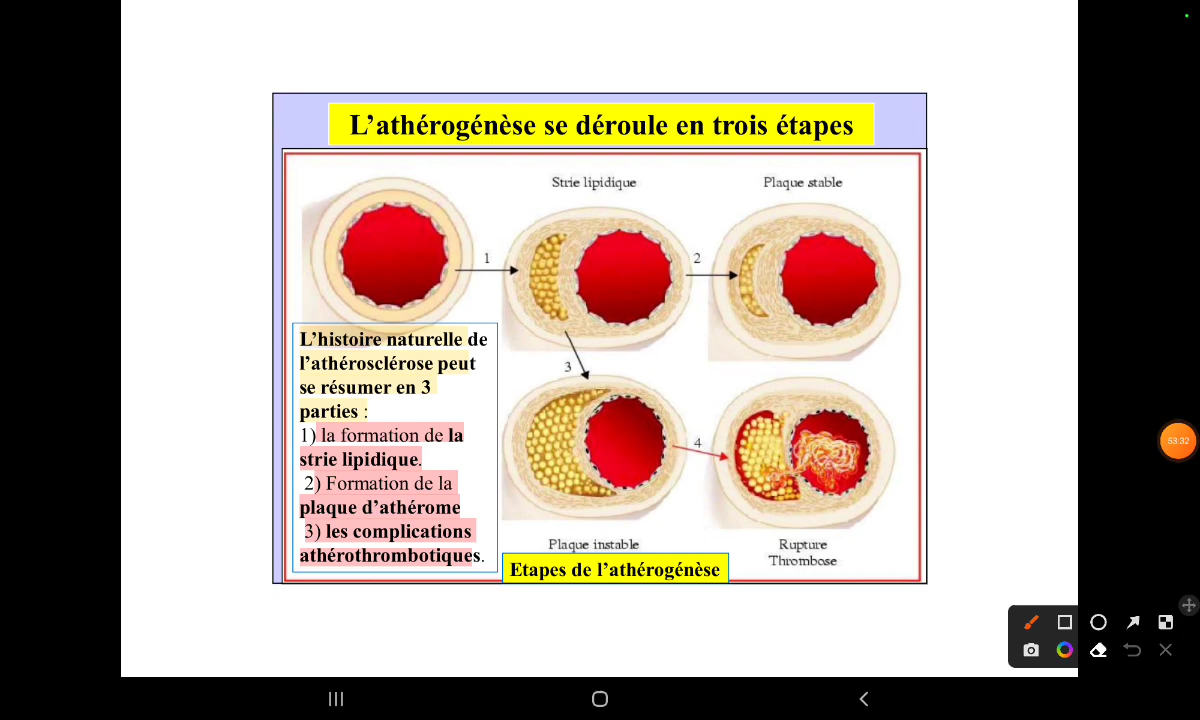 L’athérogénèse se déroule en trois étapes
Strie lipidique
Plaque stable
1
2
L’histoire naturelle de
l’athérosclérose peut
se résumer en 3
parties :
1) la formation de la
strie lipidique.
2) Formation de la
plaque d’athérome
3) les complications
athérothrombotiques.
3
4
Plaque instable
Rupture
Thrombose
Etapes de l’athérogénèse
53:32